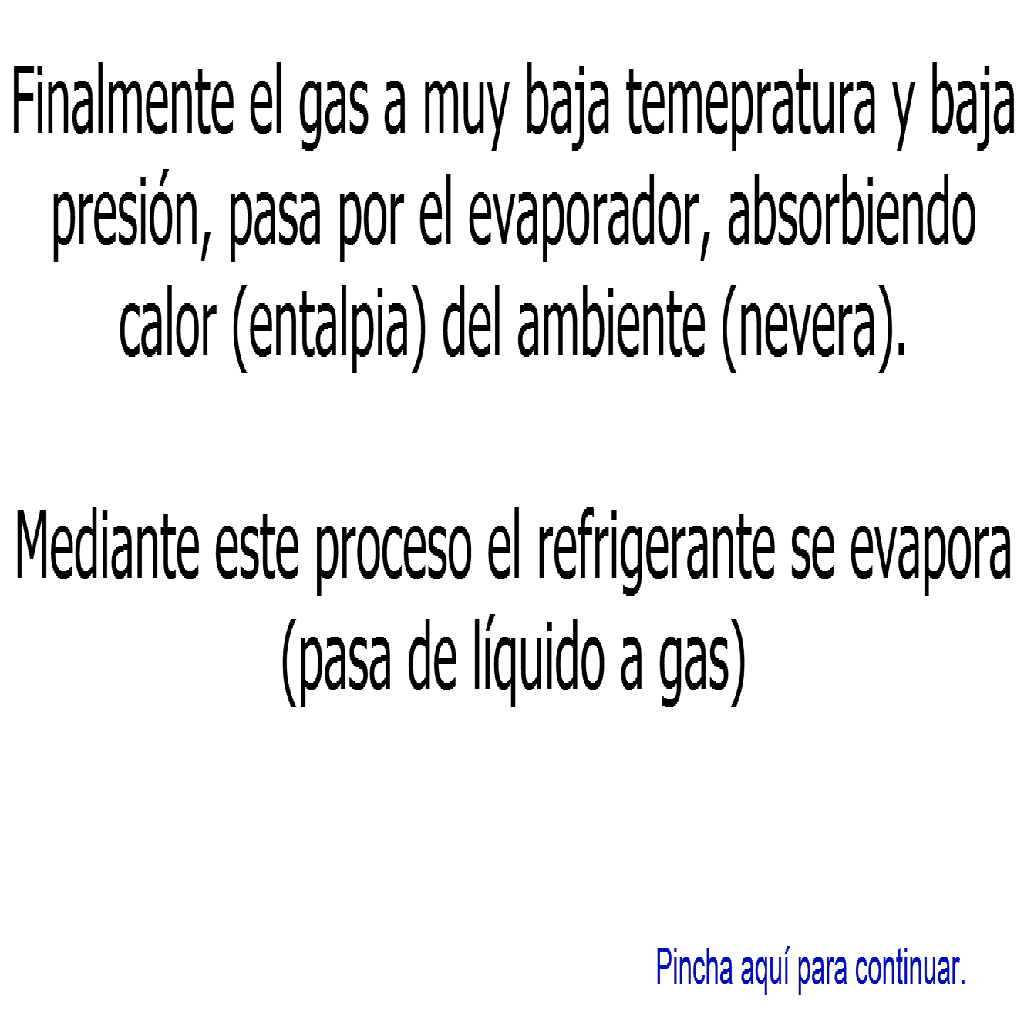 Finalmente el gas a muy baja temepratura y baja
presión, pasa por el evaporador, absorbiendo
calor (entalpia) del ambiente (nevera).
Mediante este proceso el refrigerante se evapora
(pasa de líquido a gas)
Pincha aquí para continuar.